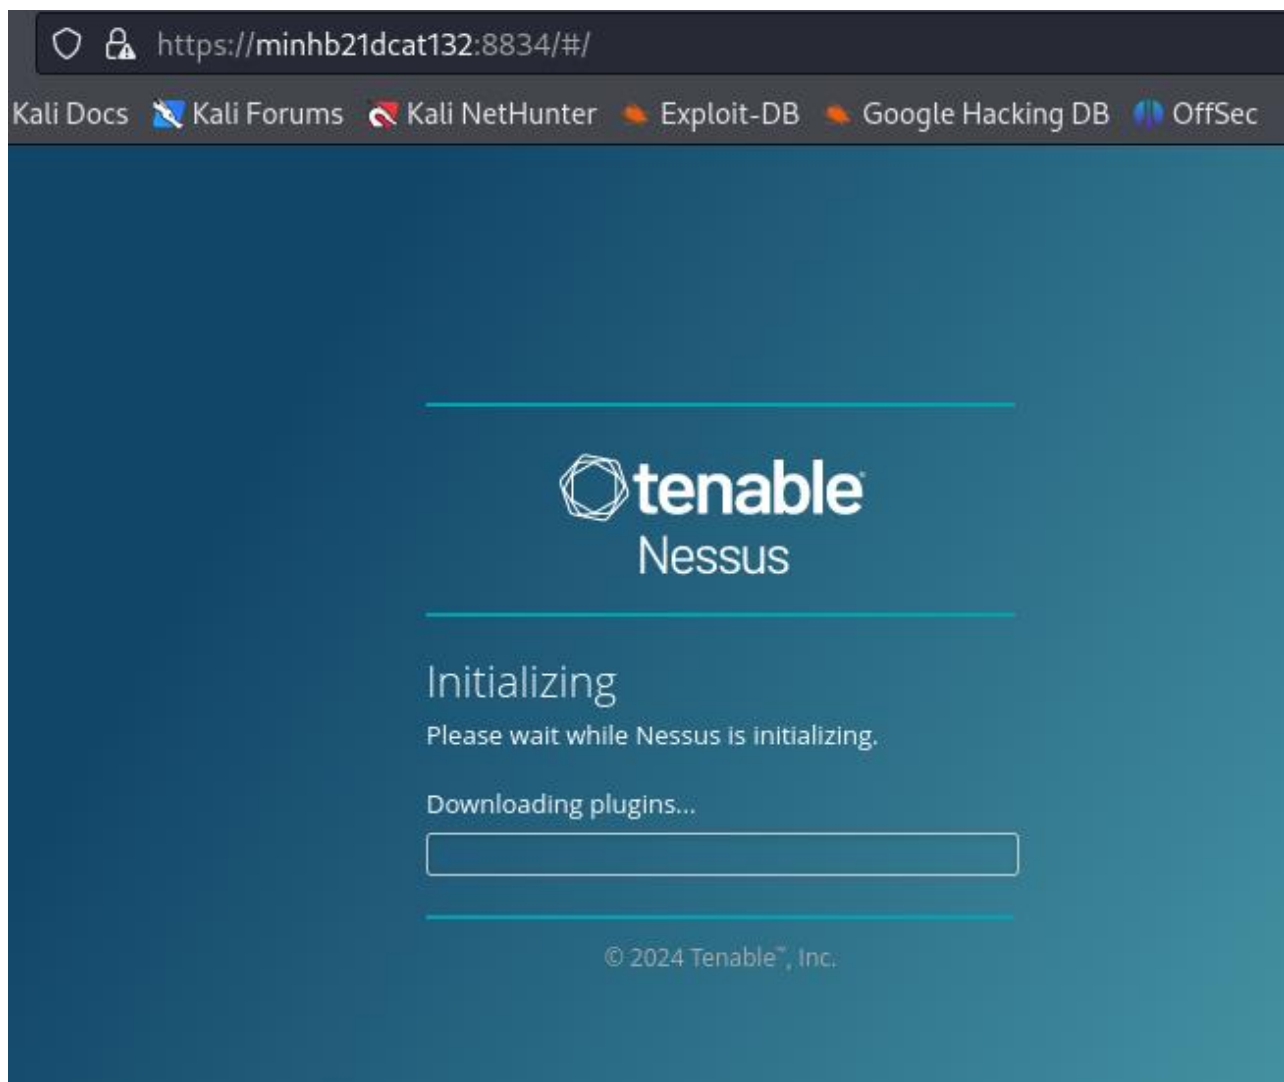 https://minhb21dcat132:8834/#/
Kali Docs Kali Forums Kali NetHunter Exploit-DB Google Hacking DB OffSec
tenable®
Nessus
Initializing
Please wait while Nessus is initializing.
Downloading plugins...
© 2024 Tenable™, Inc.